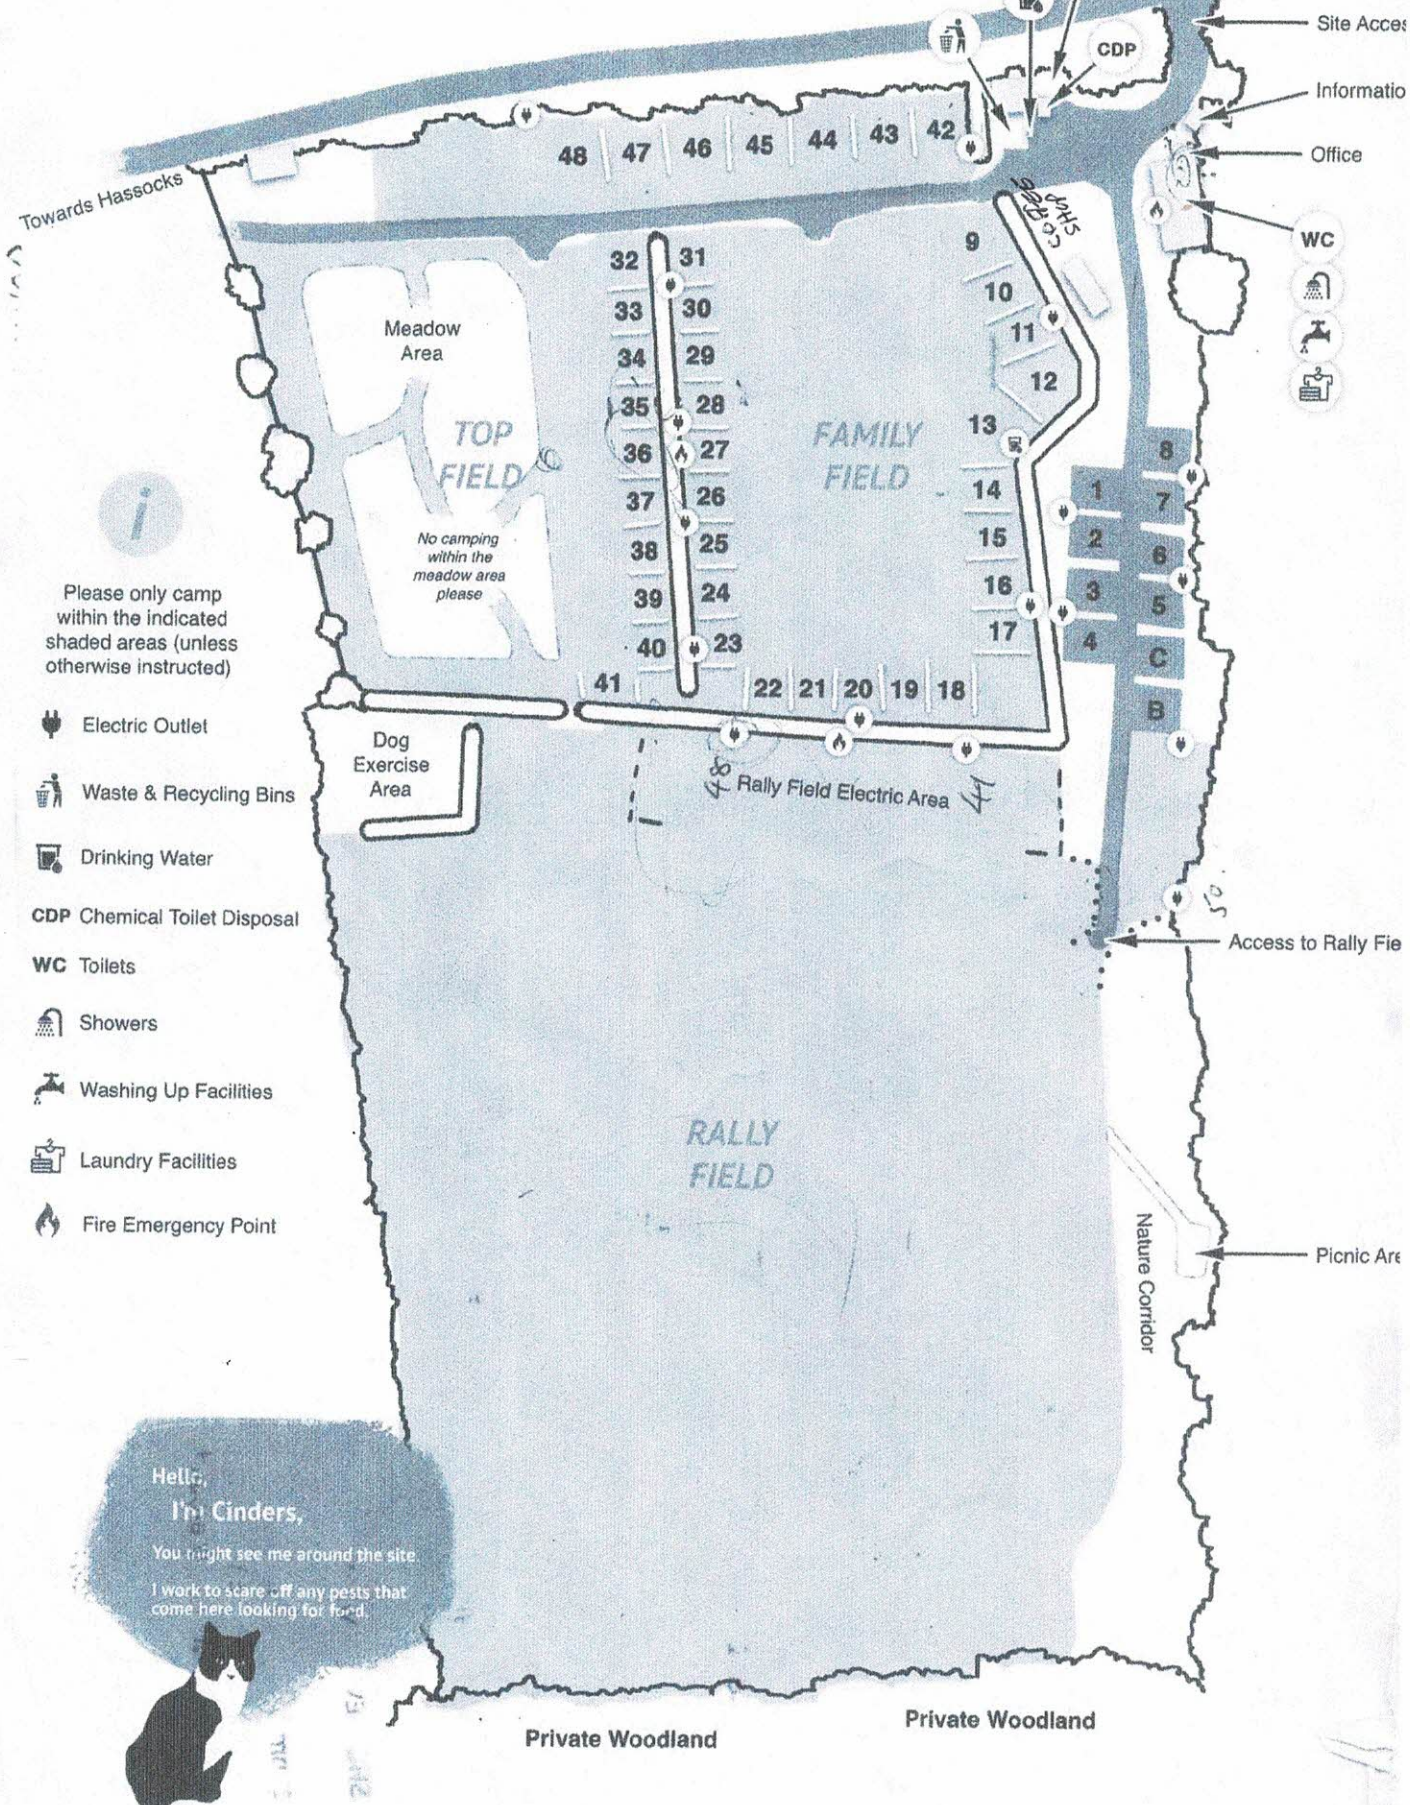 Site Acces
CDP
Informatio
Office
WC
Towards Hassocks
48 47 46 45 44 43 42
SHOP
9
10
11
12
13
14
15
16
17
32 31
33 30
34 29
35 28
36 27
37 26
38 25
39 24
40 23
41 22 21 20 19 18
Meadow
Area
TOP
FIELD
No camping
within the
meadow area
please
FAMILY
FIELD
8
1 7
2 6
3 5
4 C
B
i
Please only camp
within the indicated
shaded areas (unless
otherwise instructed)
Electric Outlet
Waste & Recycling Bins
Drinking Water
CDP Chemical Toilet Disposal
WC Toilets
Showers
Washing Up Facilities
Laundry Facilities
Fire Emergency Point
Dog
Exercise
Area
48 Rally Field Electric Area
Access to Rally Fie
RALLY
FIELD
Nature Corridor
Picnic Are
Hello,
I'm Cinders,
You might see me around the site.
I work to scare off any pests that
come here looking for food.
Private Woodland
Private Woodland